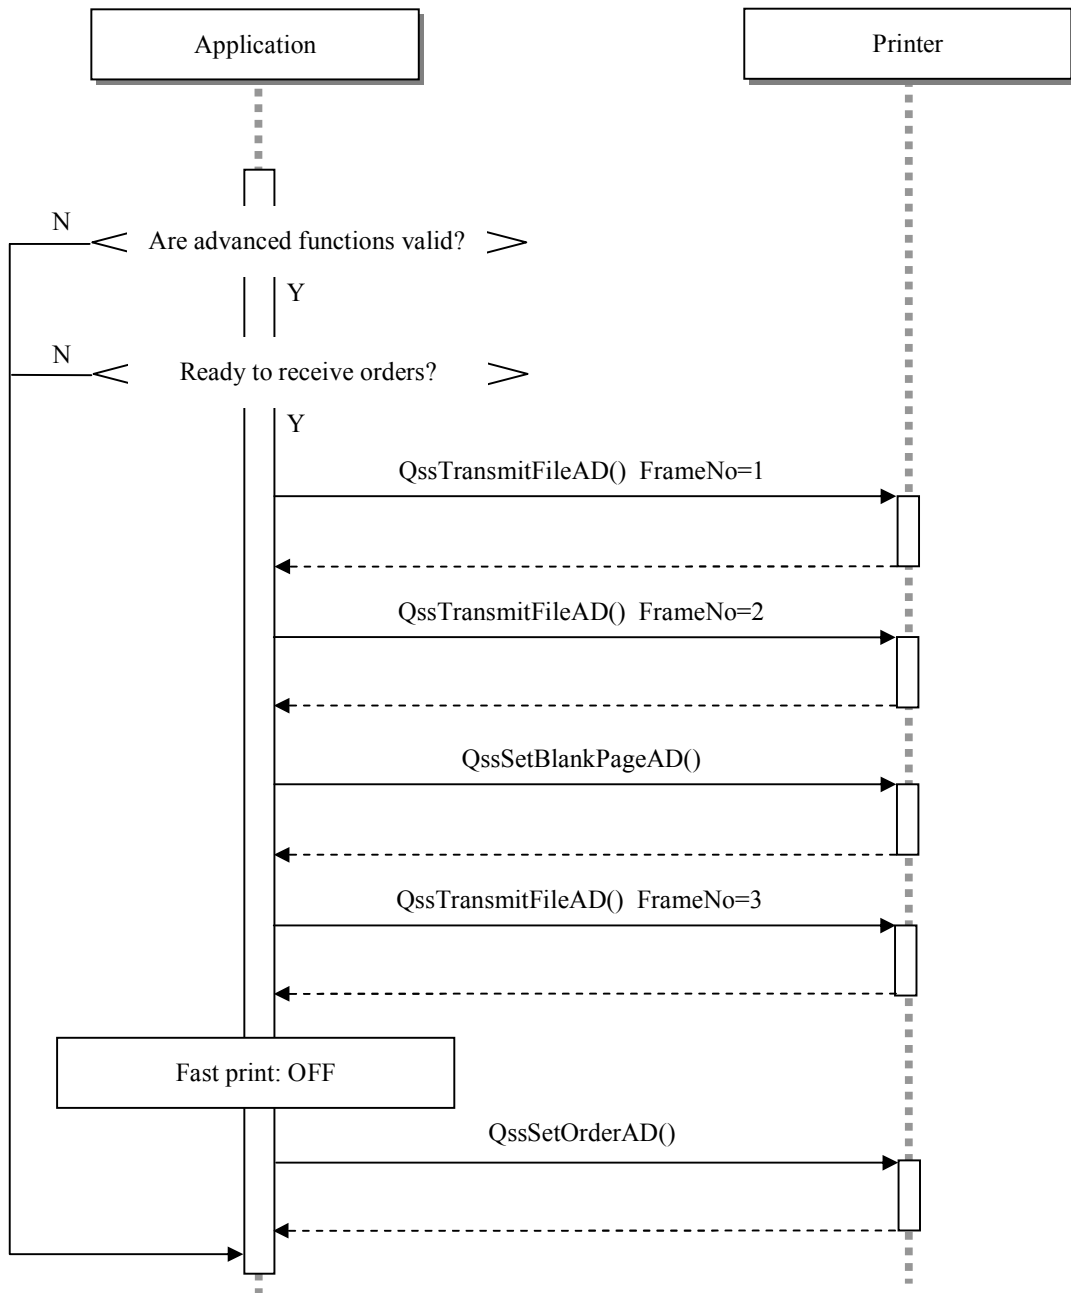 Application
Printer
N
Are advanced functions valid?
Y
N
Ready to receive orders?
Y
QssTransmitFileAD()  FrameNo=1
QssTransmitFileAD()  FrameNo=2
QssSetBlankPageAD()
QssTransmitFileAD()  FrameNo=3
Fast print: OFF
QssSetOrderAD()